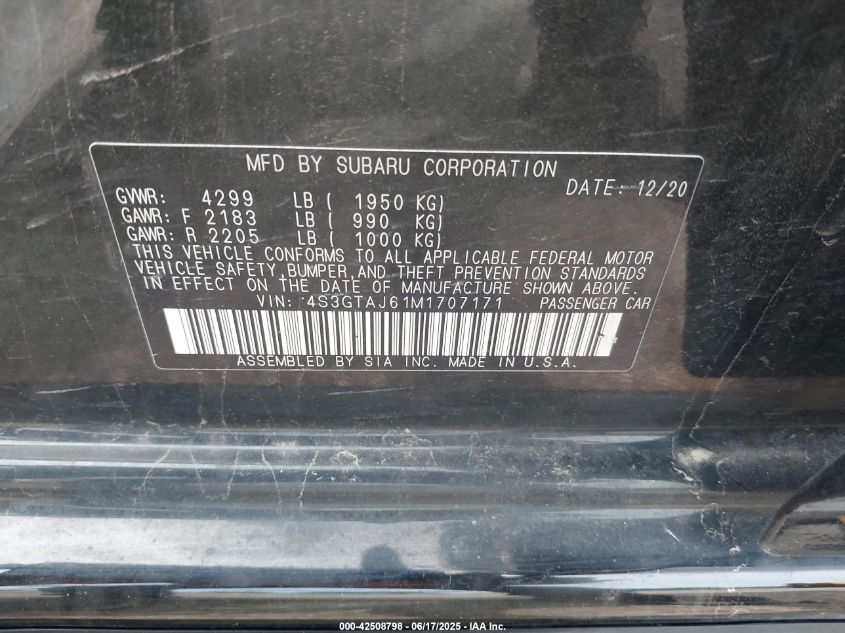 MFD BY SUBARU CORPORATION
DATE: 12/20
GVWR: 4299 LB ( 1950 KG)
GAWR: F 2183 LB ( 990 KG)
GAWR: R 2205 LB ( 1000 KG)
THIS VEHICLE CONFORMS TO ALL APPLICABLE FEDERAL MOTOR
VEHICLE SAFETY, BUMPER, AND THEFT PREVENTION STANDARDS
IN EFFECT ON THE DATE OF MANUFACTURE SHOWN ABOVE.
VIN: 4S3GTAJ61M1707171 PASSENGER CAR
ASSEMBLED BY SIA INC. MADE IN U.S.A.
000-42508798 - 06/17/2025 - IAA Inc.